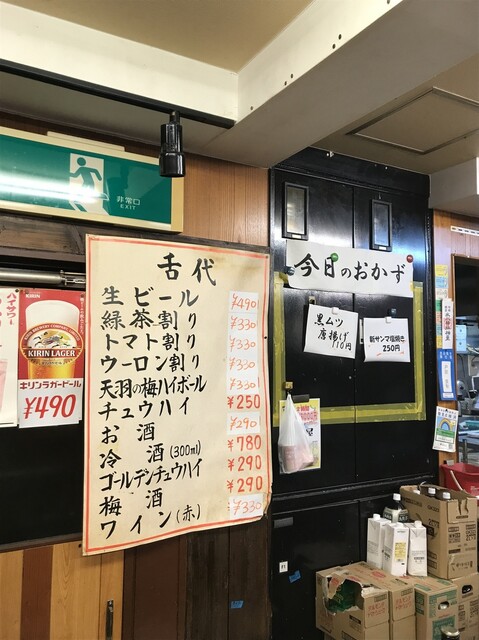 非常口
EXIT
舌代
生ビール ¥490
緑茶割り ¥330
トマト割り ¥330
ウーロン割り ¥330
天羽の梅ハイボール ¥330
チュウハイ ¥250
お酒 ¥290
冷酒(300ml) ¥780
ゴールデンチュウハイ ¥290
梅酒 ¥290
ワイン(赤) ¥330
KIRIN
KIRIN LAGER
キリンラガービール
¥490
今日のおかず
黒ムツ
唐揚げ
110円
新サンマ塩焼き
250円